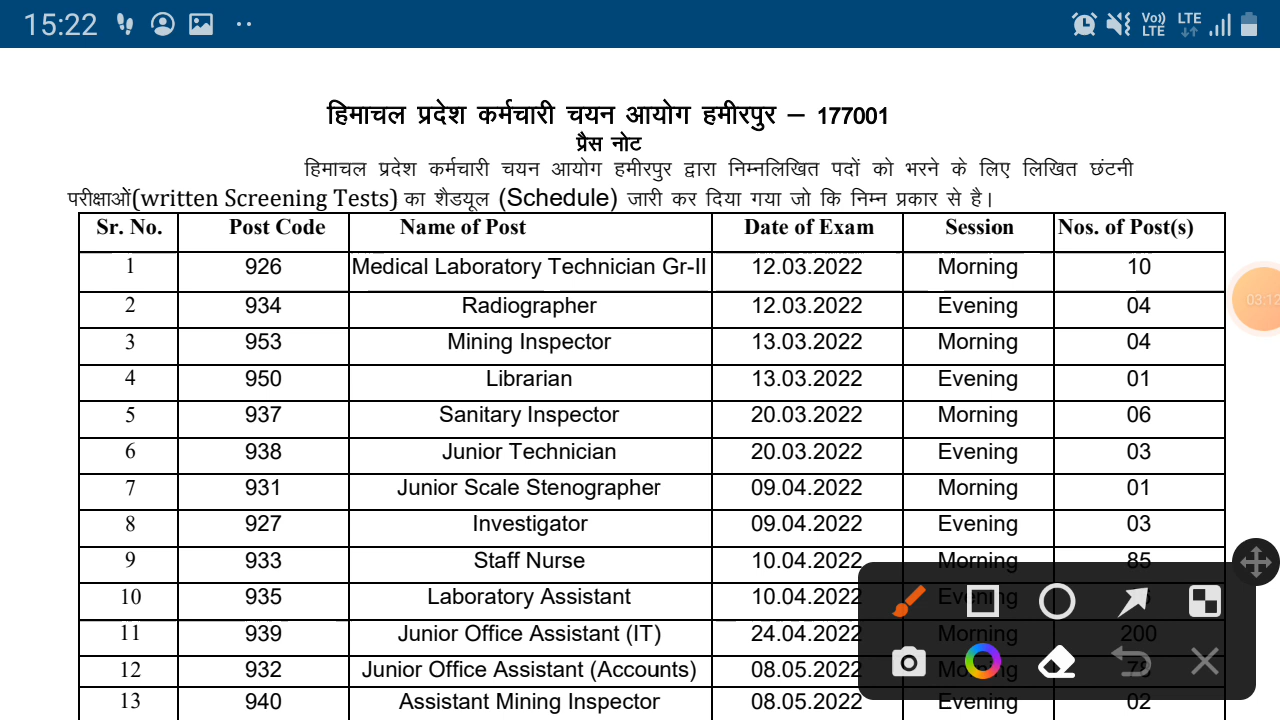 15:22
Vo)) LTE LTE
हिमाचल प्रदेश कर्मचारी चयन आयोग हमीरपुर – 177001
प्रैस नोट
हिमाचल प्रदेश कर्मचारी चयन आयोग हमीरपुर द्वारा निम्नलिखित पदों को भरने के लिए लिखित छंटनी
परीक्षाओं(written Screening Tests) का शैडयूल (Schedule) जारी कर दिया गया जो कि निम्न प्रकार से है।
Sr. No. Post Code Name of Post Date of Exam Session Nos. of Post(s)
1 926 Medical Laboratory Technician Gr-II 12.03.2022 Morning 10
2 934 Radiographer 12.03.2022 Evening 04
3 953 Mining Inspector 13.03.2022 Morning 04
4 950 Librarian 13.03.2022 Evening 01
5 937 Sanitary Inspector 20.03.2022 Morning 06
6 938 Junior Technician 20.03.2022 Evening 03
7 931 Junior Scale Stenographer 09.04.2022 Morning 01
8 927 Investigator 09.04.2022 Evening 03
9 933 Staff Nurse 10.04.2022 Morning 85
10 935 Laboratory Assistant 10.04.2022 Evening
11 939 Junior Office Assistant (IT) 24.04.2022 Morning 200
12 932 Junior Office Assistant (Accounts) 08.05.2022 Morning
13 940 Assistant Mining Inspector 08.05.2022 Evening 02
03:12